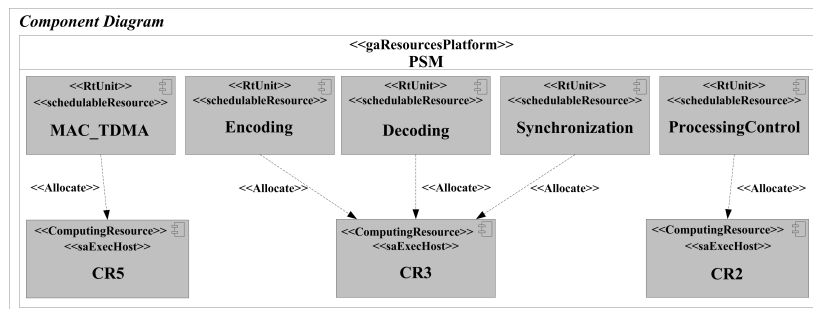 Component Diagram
<<gaResourcesPlatform>>
PSM
<<RtUnit>> <<RtUnit>> <<RtUnit>> <<RtUnit>> <<RtUnit>>
<<schedulableResource>> <<schedulableResource>> <<schedulableResource>> <<schedulableResource>> <<schedulableResource>>
MAC_TDMA Encoding Decoding Synchronization ProcessingControl
<<Allocate>> <<Allocate>> <<Allocate>> <<Allocate>> <<Allocate>>
<<ComputingResource>> <<ComputingResource>> <<ComputingResource>>
<<saExecHost>> <<saExecHost>> <<saExecHost>>
CR5 CR3 CR2